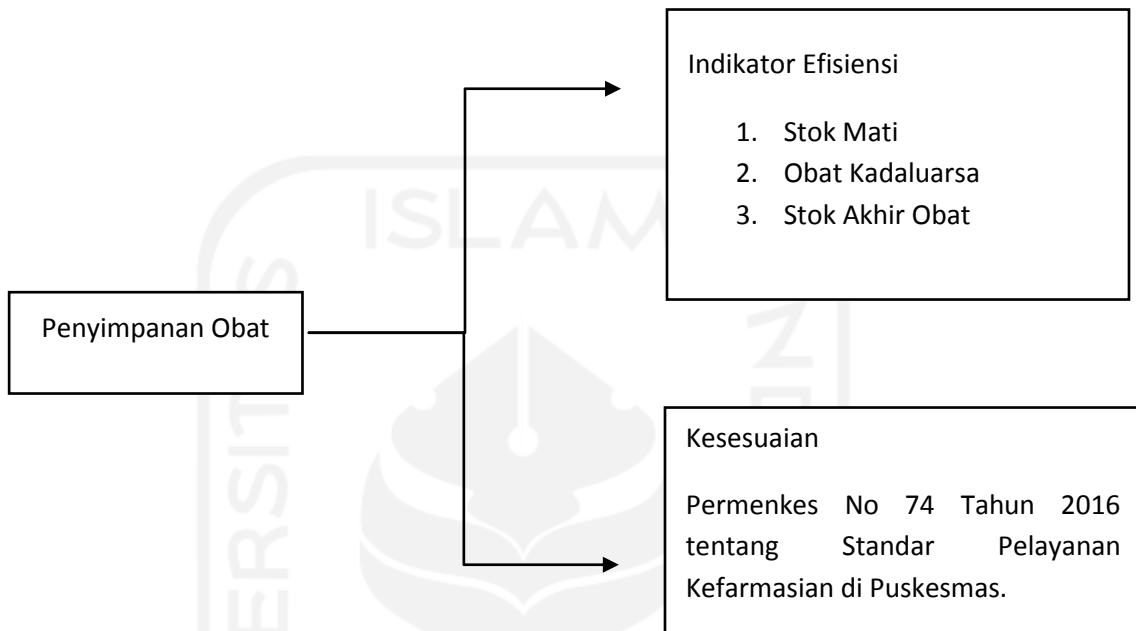 Indikator Efisiensi
1. Stok Mati
2. Obat Kadaluarsa
3. Stok Akhir Obat
ISLAM
Penyimpanan Obat
Kesesuaian
Permenkes No 74 Tahun 2016
tentang Standar Pelayanan
Kefarmasian di Puskesmas.